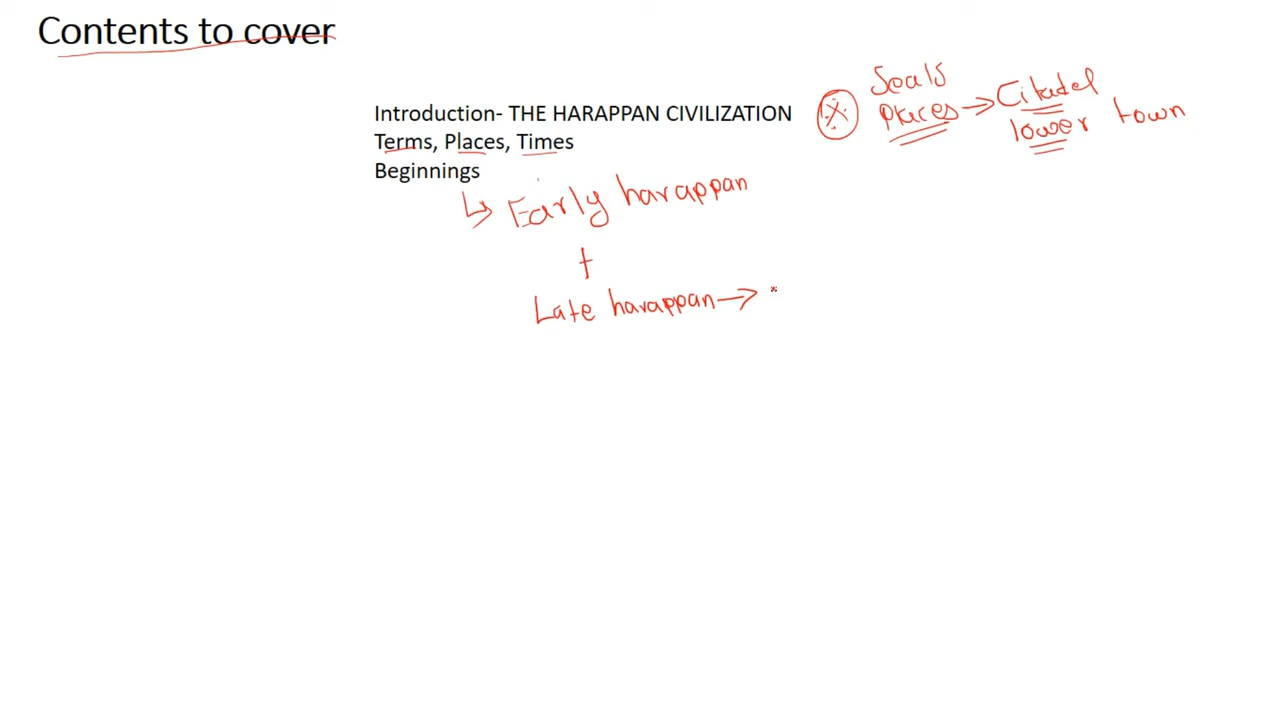 Contents to cover
Introduction- THE HARAPPAN CIVILIZATION
Terms, Places, Times
Beginnings
Seals
Places → Citadel
lower town
↳ Early harappan
+
Late harappan →